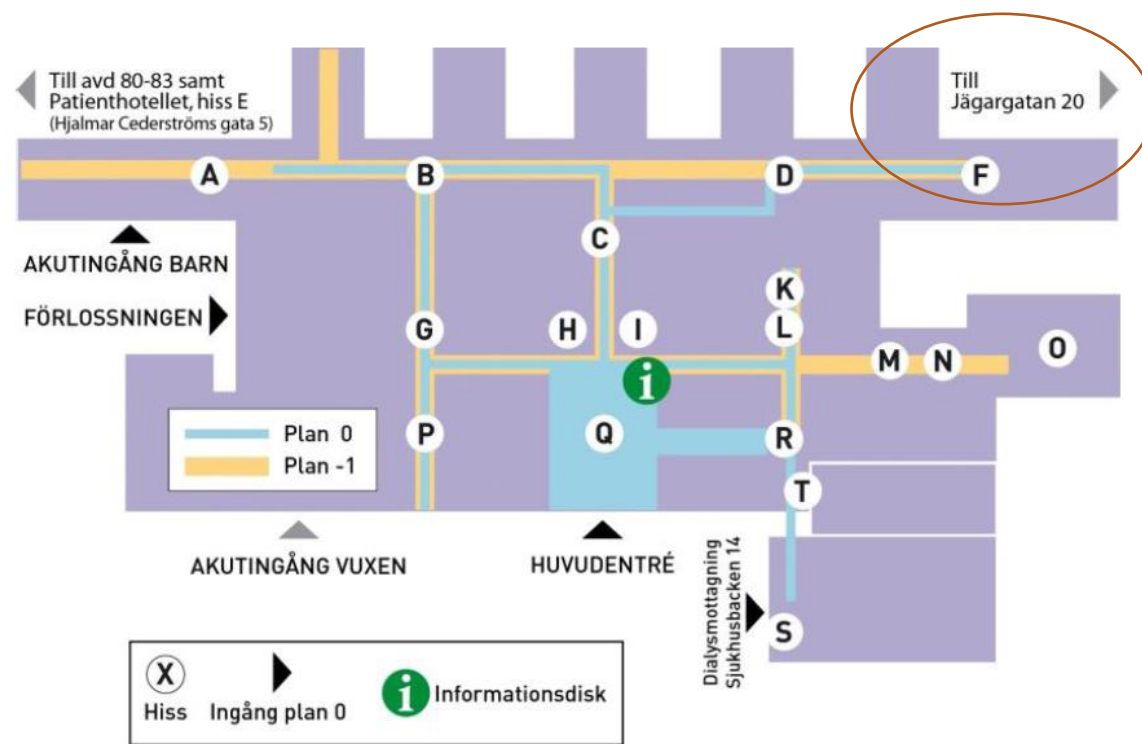 Till avd 80-83 samt
Patienthotellet, hiss E
(Hjalmar Cederströms gata 5)
Till
Jägargatan 20
A
B
D
F
C
AKUTINGÅNG BARN
FÖRLOSSNINGEN
K
G
H
I
L
M
N
O
i
Plan 0
Plan -1
P
Q
R
T
AKUTINGÅNG VUXEN
HUVUDENTRÉ
Dialysmottagning
Sjukhusbacken 14
S
X
Hiss
Ingång plan 0
i
Informationsdisk